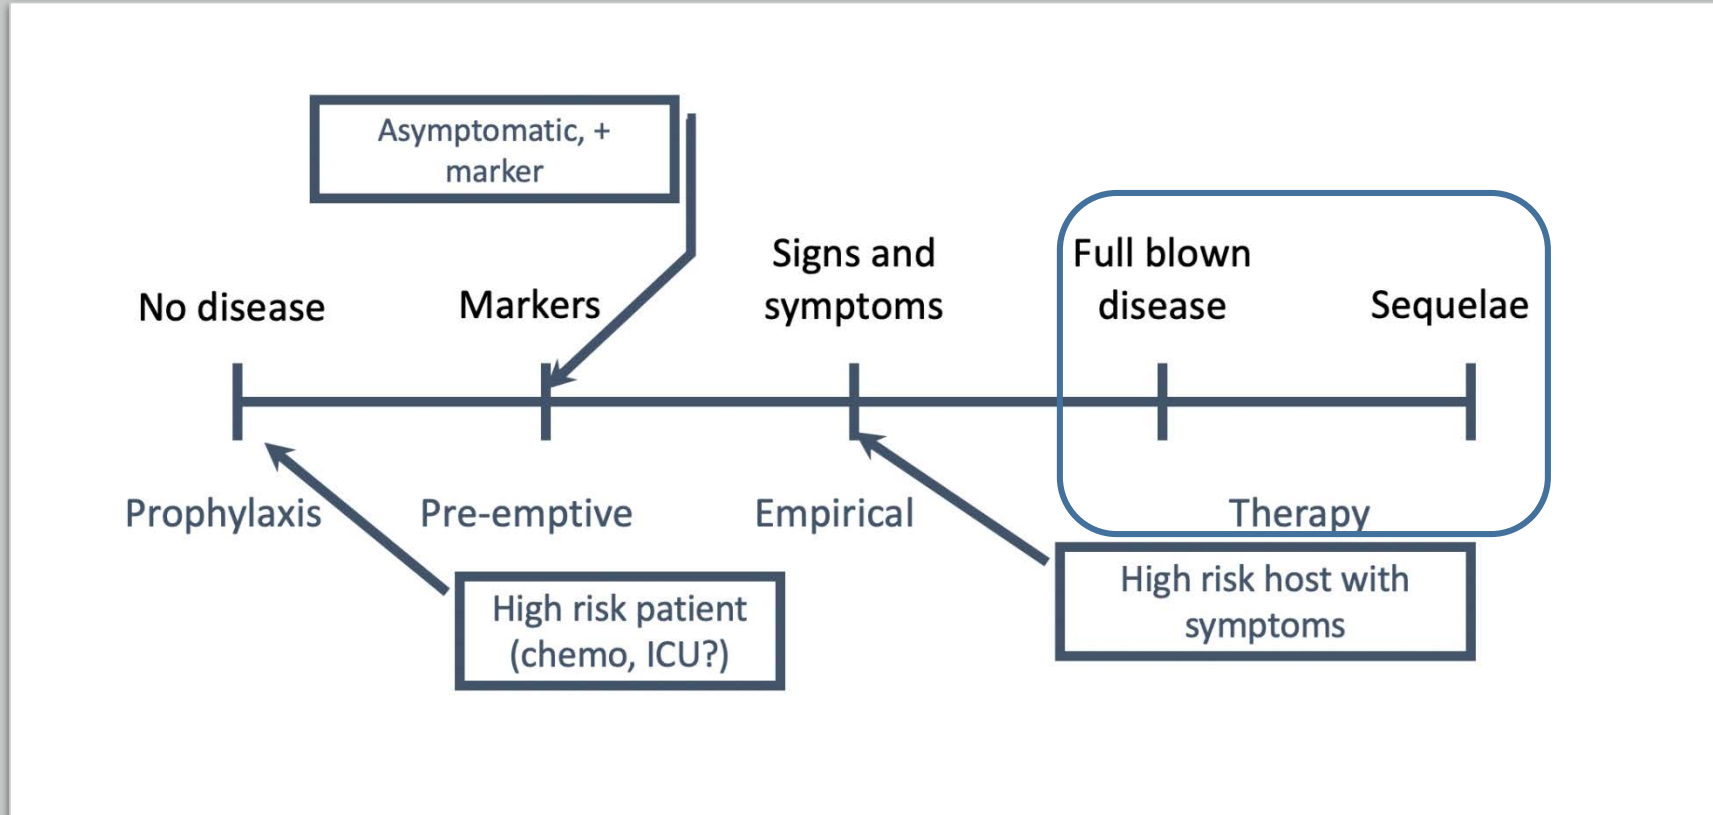 Asymptomatic, +
marker
No disease
Markers
Signs and
symptoms
Full blown
disease
Sequelae
Prophylaxis
Pre-emptive
Empirical
Therapy
High risk patient
(chemo, ICU?)
High risk host with
symptoms